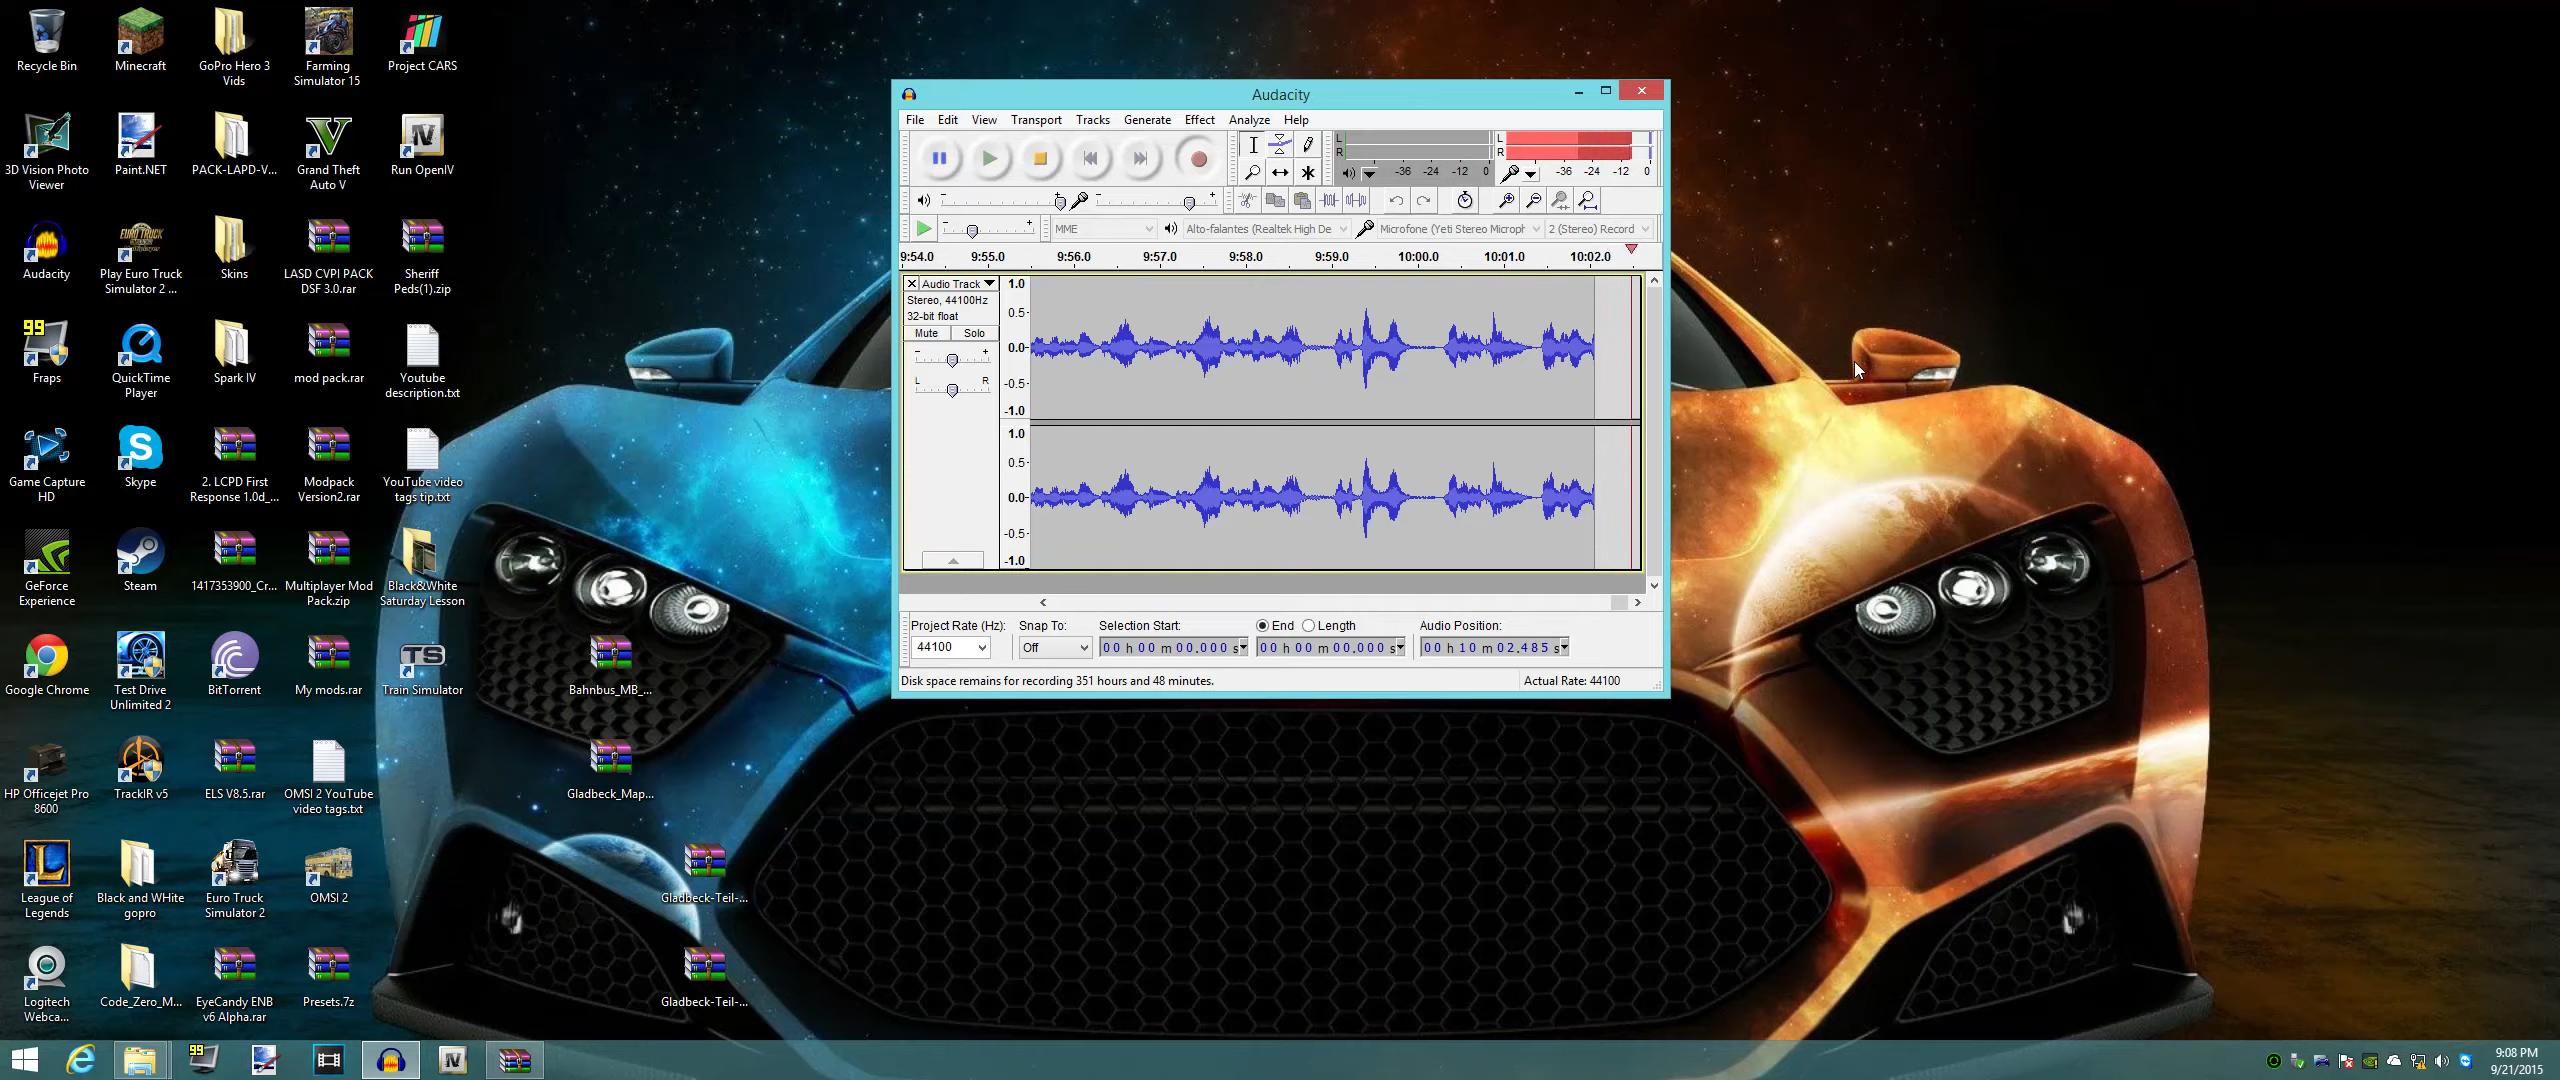 Recycle Bin
Minecraft
GoPro Hero 3
Vids
Farming
Simulator 15
Project CARS
3D Vision Photo
Viewer
Paint.NET
PACK-LAPD-V...
Grand Theft
Auto V
Run OpenIV
Audacity
Play Euro Truck
Simulator 2 ...
Skins
LASD CVPI PACK
DSF 3.0.rar
Sheriff
Peds(1).zip
99
Fraps
QuickTime
Player
Spark IV
mod pack.rar
Youtube
description.txt
Game Capture
HD
Skype
2. LCPD First
Response 1.0d_...
Modpack
Version2.rar
YouTube video
tags tip.txt
GeForce
Experience
Steam
1417353900_Cr...
Multiplayer Mod
Pack.zip
Black&White
Saturday Lesson
Google Chrome
Test Drive
Unlimited 2
BitTorrent
My mods.rar
TS
Train Simulator
Bahnbus_MB_...
HP Officejet Pro
8600
TrackIR v5
ELS V8.5.rar
OMSI 2 YouTube
video tags.txt
Gladbeck_Map...
League of
Legends
Black and WHite
gopro
Euro Truck
Simulator 2
OMSI 2
Gladbeck-Teil-...
Logitech
Webca...
Code_Zero_M...
EyeCandy ENB
v6 Alpha.rar
Presets.7z
Gladbeck-Teil-...
Audacity
File Edit View Transport Tracks Generate Effect Analyze Help
L
R
-36 -24 -12 0
L
R
-36 -24 -12 0
MME
Alto-falantes (Realtek High De
Microfone (Yeti Stereo Microph
2 (Stereo) Record
9:54.0 9:55.0 9:56.0 9:57.0 9:58.0 9:59.0 10:00.0 10:01.0 10:02.0
Audio Track
Stereo, 44100Hz
32-bit float
Mute Solo
- +
L R
1.0
0.5
0.0
-0.5
-1.0
1.0
0.5
0.0
-0.5
-1.0
Project Rate (Hz): Snap To: Selection Start: End Length Audio Position:
44100 Off 00 h 00 m 00.000 s 00 h 00 m 00.000 s 00 h 10 m 02.485 s
Disk space remains for recording 351 hours and 48 minutes.
Actual Rate: 44100
99
9:08 PM
9/21/2015